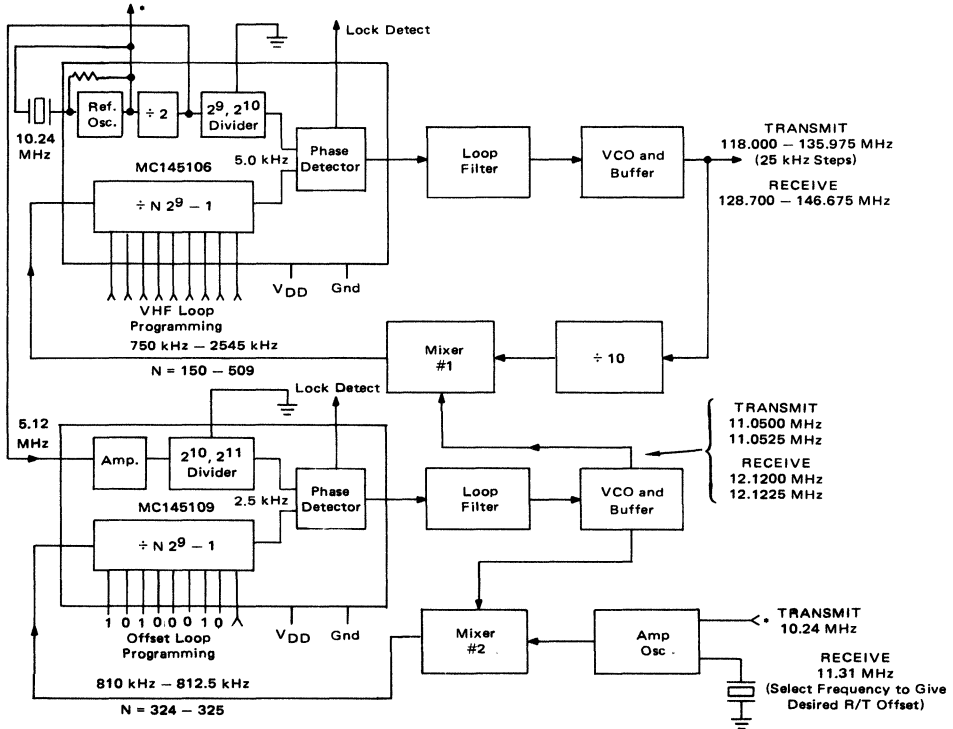 •
Lock Detect
10.24
MHz
Ref.
Osc.
÷ 2
2⁹, 2¹⁰
Divider
5.0 kHz
Phase
Detector
MC145106
÷ N 2⁹ – 1
VDD
Gnd
VHF Loop
Programming
750 kHz – 2545 kHz
N = 150 – 509
Loop
Filter
VCO and
Buffer
TRANSMIT
118.000 – 135.975 MHz
(25 kHz Steps)
RECEIVE
128.700 – 146.675 MHz
Mixer
#1
÷ 10
Lock Detect
5.12
MHz
Amp.
2¹⁰, 2¹¹
Divider
2.5 kHz
Phase
Detector
MC145109
÷ N 2⁹ – 1
1 0 1 0 0 0 1 0
VDD
Gnd
Offset Loop
Programming
810 kHz – 812.5 kHz
N = 324 – 325
Loop
Filter
VCO and
Buffer
TRANSMIT
11.0500 MHz
11.0525 MHz
RECEIVE
12.1200 MHz
12.1225 MHz
Mixer
#2
Amp
Osc.
• TRANSMIT
10.24 MHz
RECEIVE
11.31 MHz
(Select Frequency to Give
Desired R/T Offset)